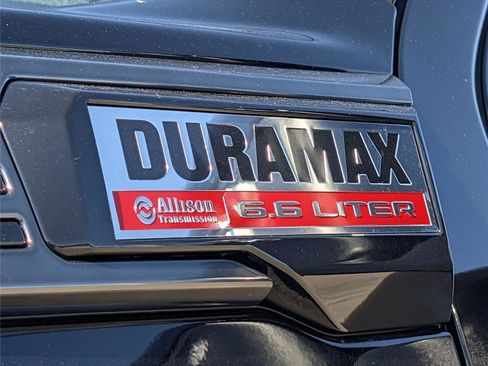 DURAMAX
Allison
Transmission
6.6 LITER